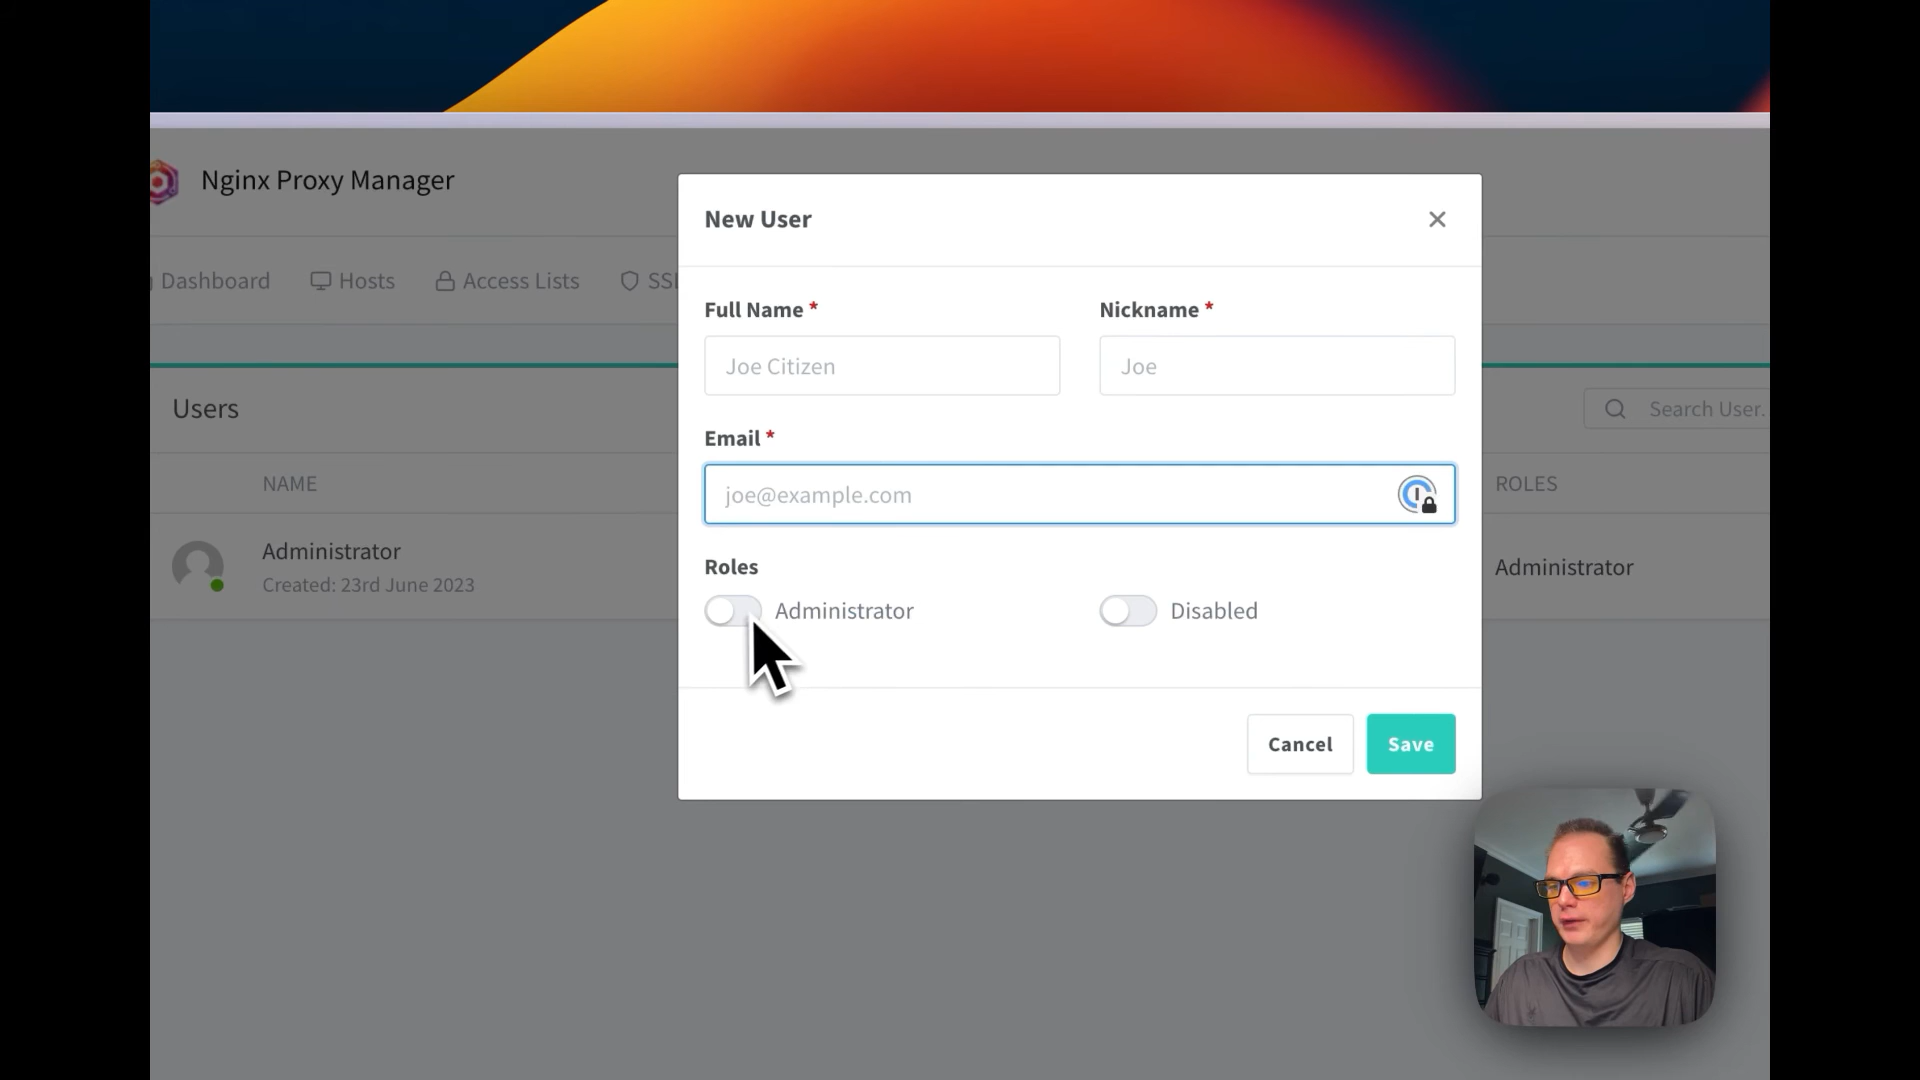 Nginx Proxy Manager
Dashboard
Hosts
Access Lists
SSL
Users
Search User.
NAME
ROLES
Administrator
Created: 23rd June 2023
Administrator
New User
Full Name *
Nickname *
Joe Citizen
Joe
Email *
joe@example.com
Roles
Administrator
Disabled
Cancel
Save